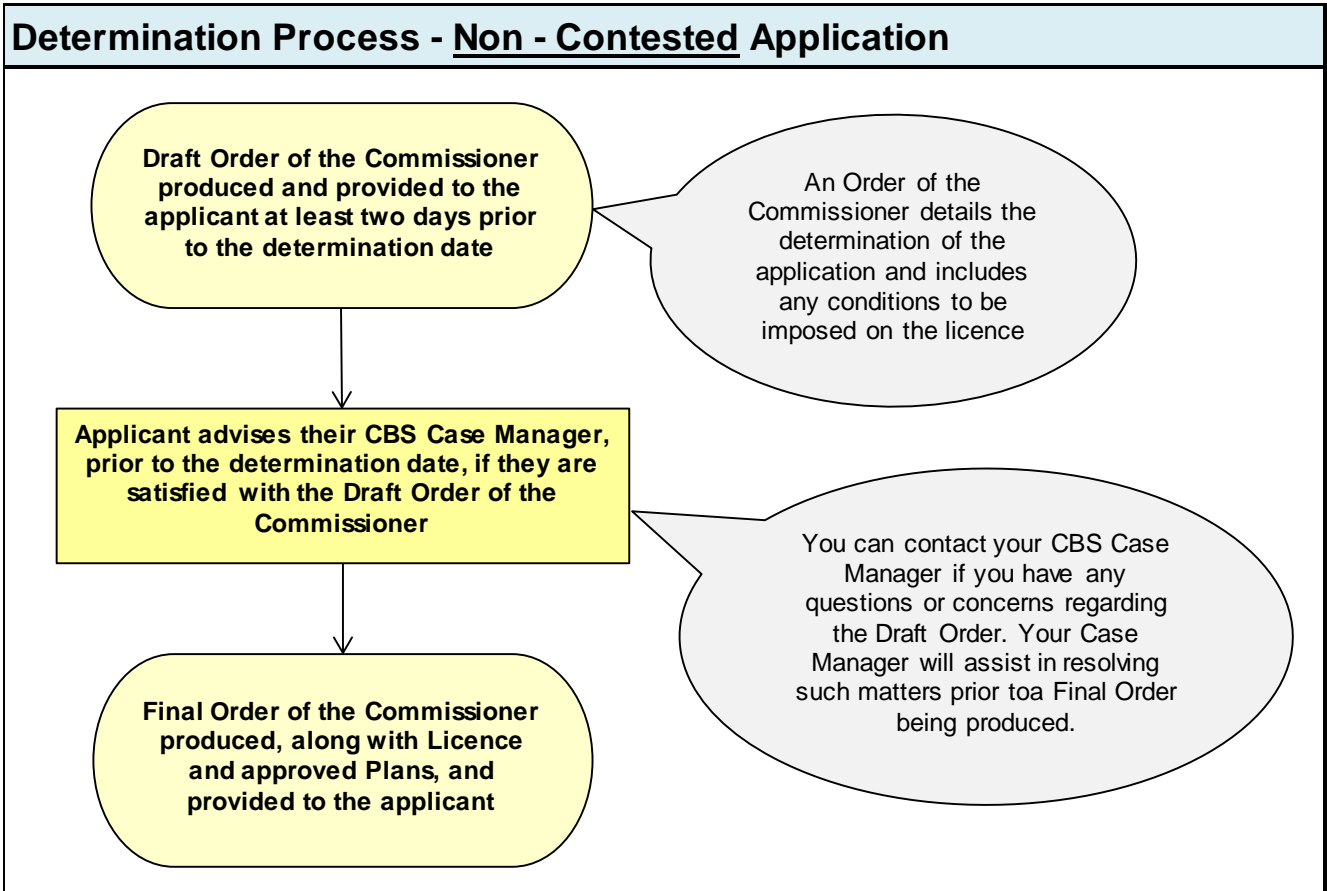 Determination Process - Non - Contested Application
Draft Order of the Commissioner
produced and provided to the
applicant at least two days prior
to the determination date
An Order of the
Commissioner details the
determination of the
application and includes
any conditions to be
imposed on the licence
Applicant advises their CBS Case Manager,
prior to the determination date, if they are
satisfied with the Draft Order of the
Commissioner
You can contact your CBS Case
Manager if you have any
questions or concerns regarding
the Draft Order. Your Case
Manager will assist in resolving
such matters prior toa Final Order
being produced.
Final Order of the Commissioner
produced, along with Licence
and approved Plans, and
provided to the applicant